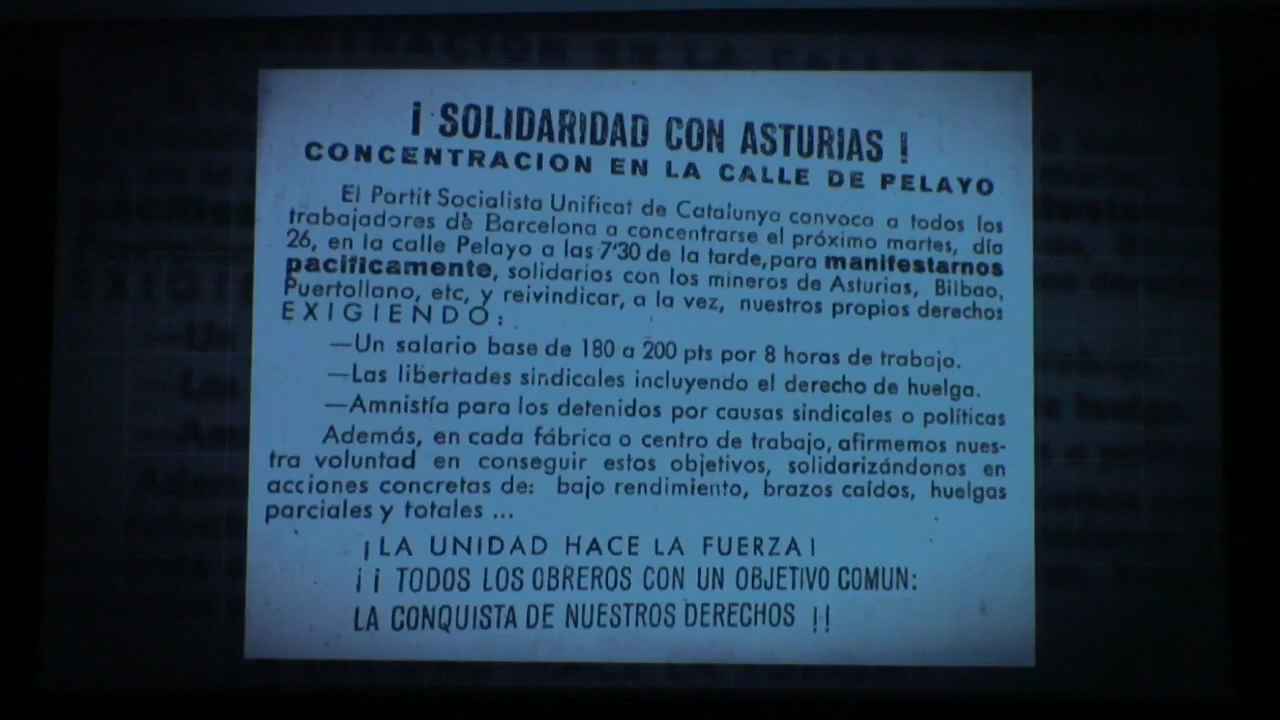 ¡ SOLIDARIDAD CON ASTURIAS !
CONCENTRACION EN LA CALLE DE PELAYO
El Partit Socialista Unificat de Catalunya convoca a todos los
trabajadores de Barcelona a concentrarse el próximo martes, día
26, en la calle Pelayo a las 7'30 de la tarde, para manifestarnos
pacificamente, solidarios con los mineros de Asturias, Bilbao,
Puertollano, etc, y reivindicar, a la vez, nuestros propios derechos
EXIGIENDO:
—Un salario base de 180 a 200 pts por 8 horas de trabajo.
—Las libertades sindicales incluyendo el derecho de huelga.
—Amnistía para los detenidos por causas sindicales o políticas
Además, en cada fábrica o centro de trabajo, afirmemos nues-
tra voluntad en conseguir estos objetivos, solidarizándonos en
acciones concretas de: bajo rendimiento, brazos caídos, huelgas
parciales y totales ...
¡LA UNIDAD HACE LA FUERZA!
¡¡ TODOS LOS OBREROS CON UN OBJETIVO COMUN:
LA CONQUISTA DE NUESTROS DERECHOS !!